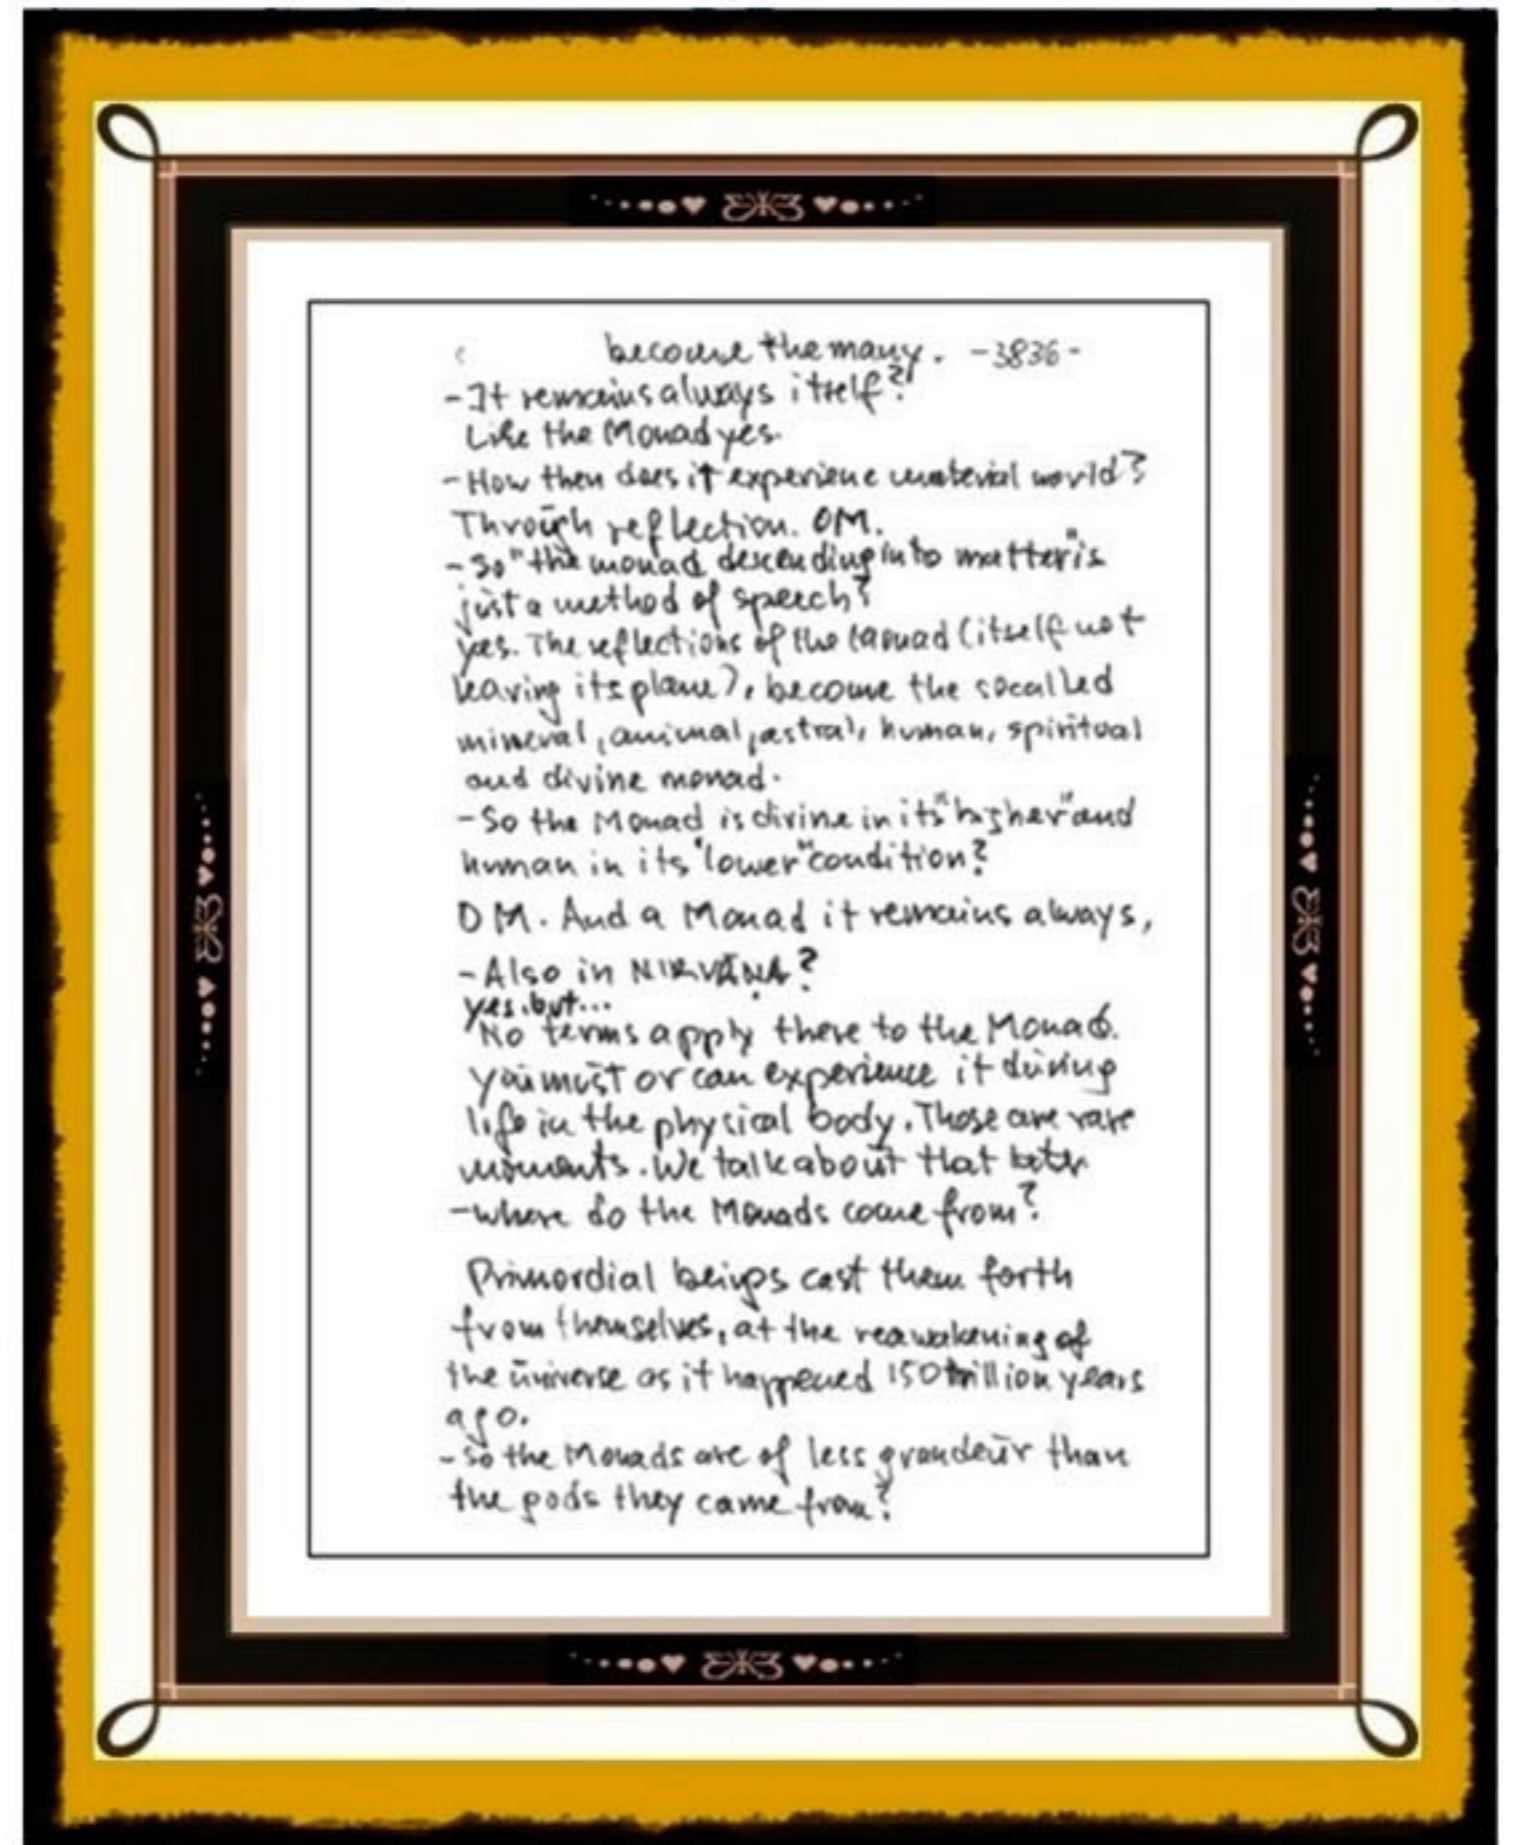 become the many. -3836-
-It remains always itself?
Like the Monad yes.
-How then does it experience material world?
Through reflection. OM.
-So "the monad descending into matter" is
just a method of speech?
yes. The reflections of the Monad (itself not
leaving its plane), become the socalled
mineral, animal, astral, human, spiritual
and divine monad.
-So the Monad is divine in its "higher" and
human in its "lower" condition?
OM. And a Monad it remains always,
-Also in NIRVĀNA?
yes. but...
No terms apply there to the Monad.
You must or can experience it during
life in the physical body. Those are rare
moments. We talk about that later
-where do the Monads come from?
Primordial beings cast them forth
from themselves, at the reawakening of
the universe as it happened 150 trillion years
ago.
-So the Monads are of less grandeur than
the gods they came from?